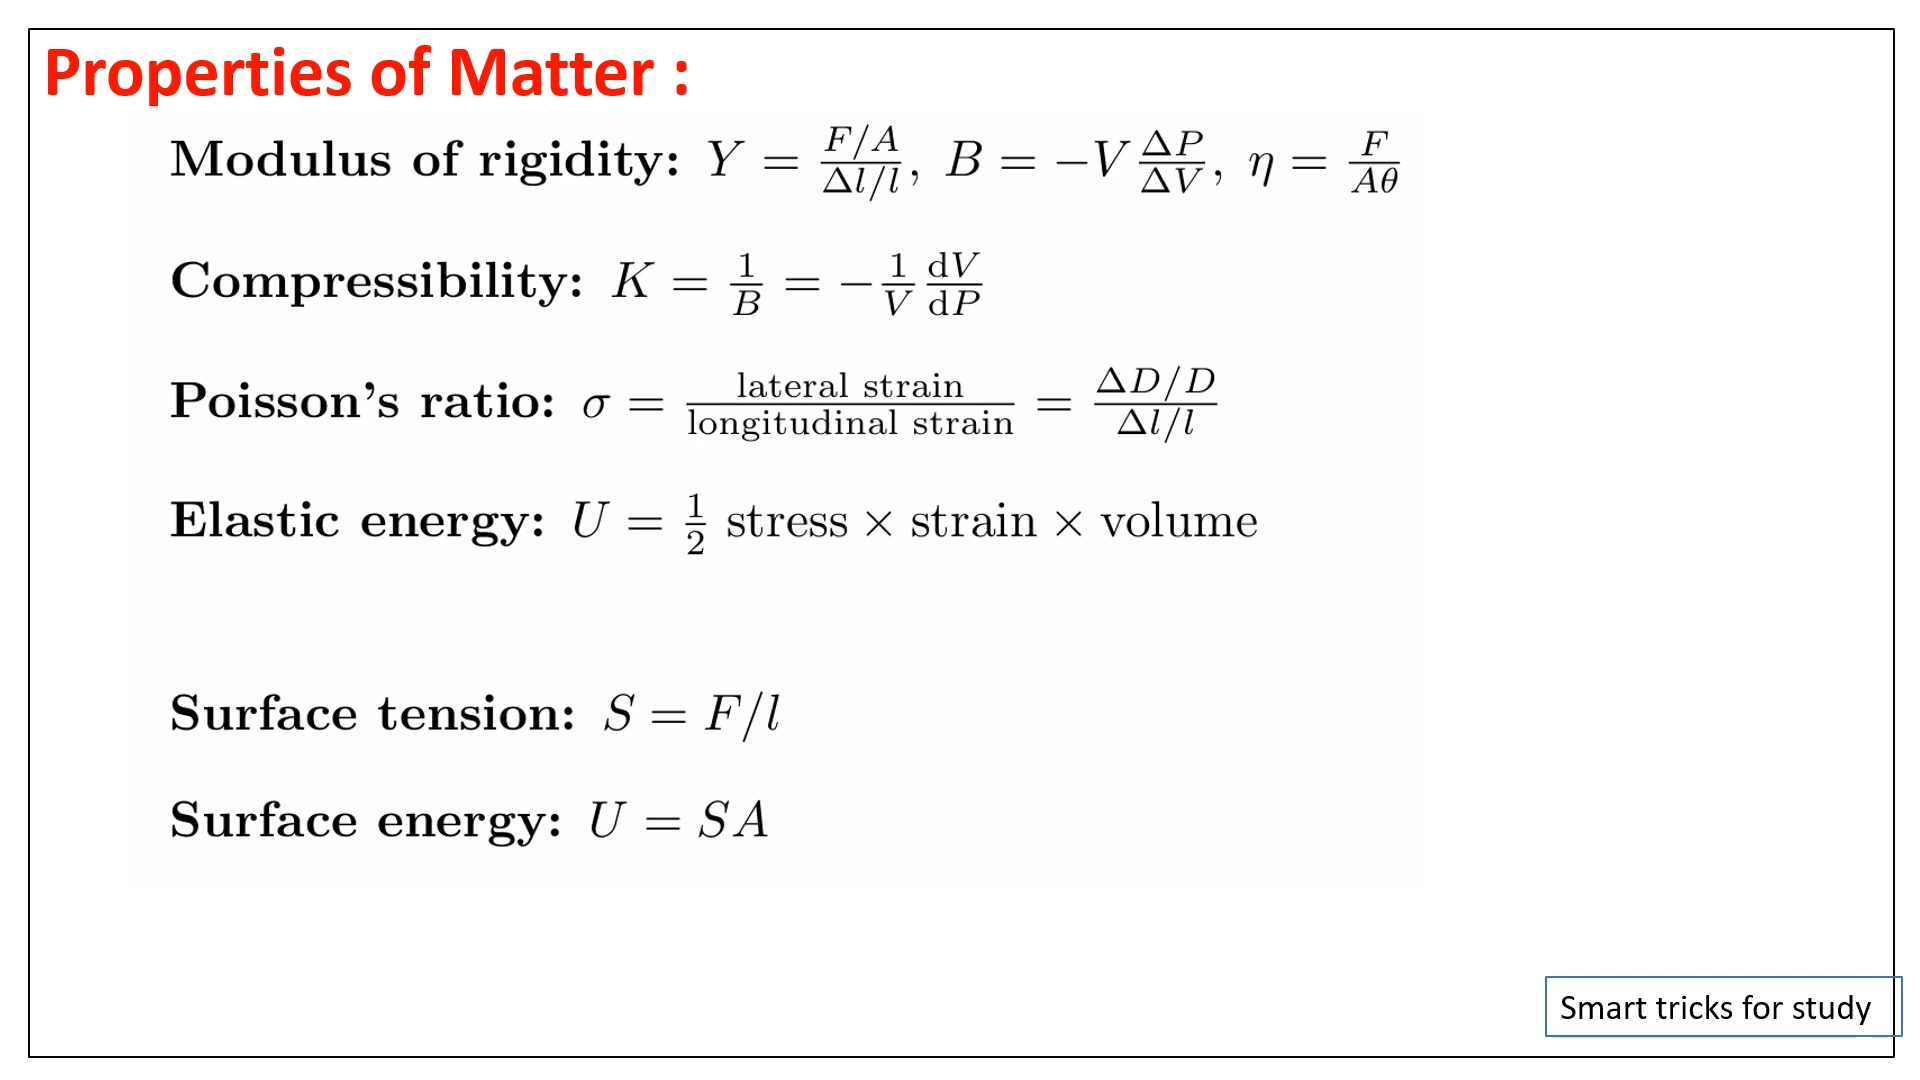 Properties of Matter :
Modulus of rigidity: Y = (F/A)/(Δl/l), B = −V ΔP/ΔV, η = F/(Aθ)
Compressibility: K = 1/B = −(1/V) dV/dP
Poisson's ratio: σ = lateral strain/longitudinal strain = (ΔD/D)/(Δl/l)
Elastic energy: U = 1/2 stress × strain × volume
Surface tension: S = F/l
Surface energy: U = SA
Smart tricks for study